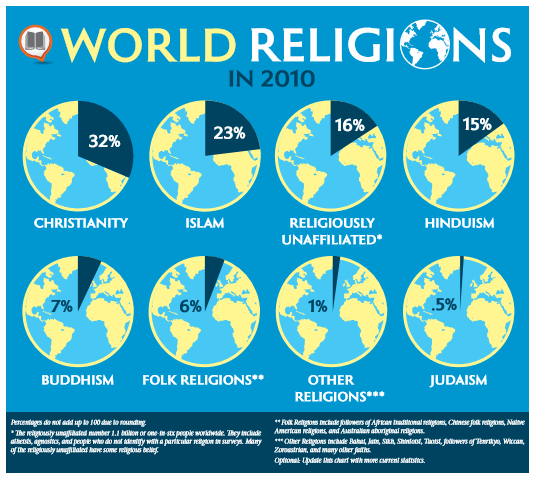 WORLD RELIGIONS
IN 2010
32%
CHRISTIANITY
23%
ISLAM
16%
RELIGIOUSLY
UNAFFILIATED*
15%
HINDUISM
7%
BUDDHISM
6%
FOLK RELIGIONS**
1%
OTHER
RELIGIONS***
.5%
JUDAISM
Percentages do not add up to 100 due to rounding.
* The religiously unaffiliated number 1.1 billion or one-in-six people worldwide. They include
atheists, agnostics, and people who do not identify with a particular religion in surveys. Many
of the religiously unaffiliated have some religious belief.
** Folk Religions include followers of African traditional religions, Chinese folk religions, Native
American religions, and Australian aboriginal religions.
*** Other Religions include Bahai, Jain, Sikh, Shintoist, Taoist, followers of Tenrikyo, Wiccan,
Zoroastrian, and many other faiths.
Optional: Update this chart with more current statistics.